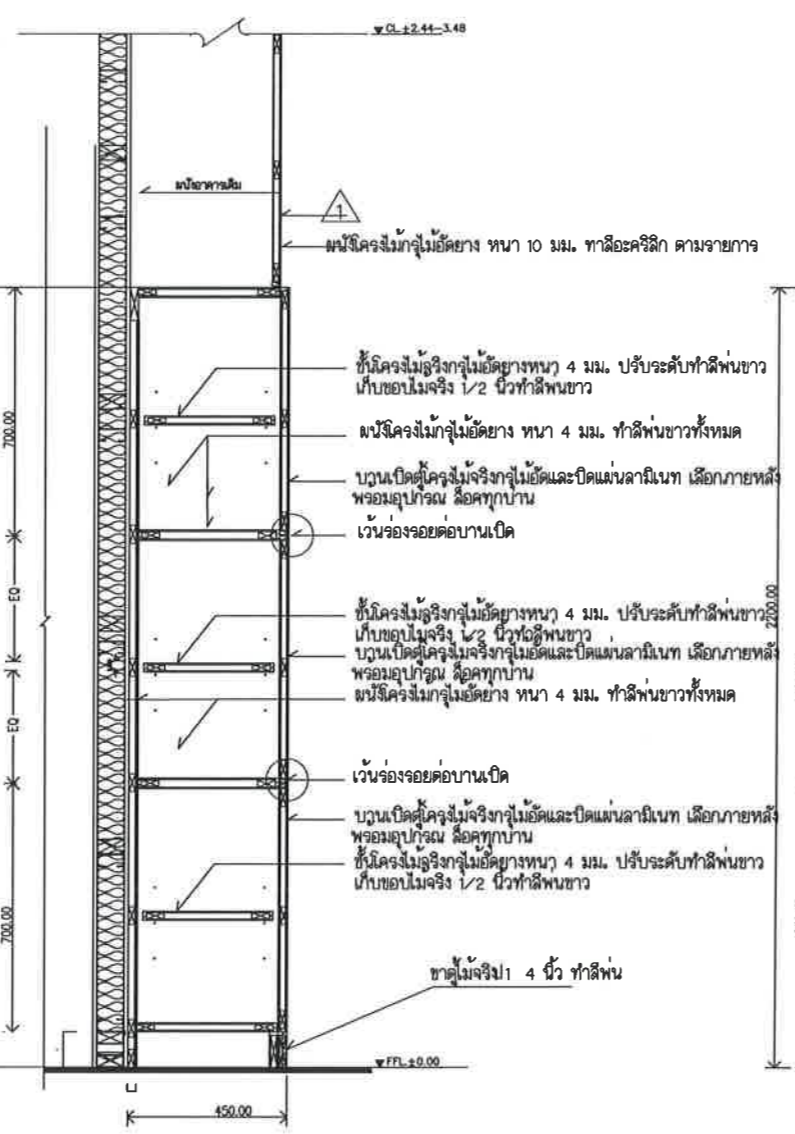 CL.±2.44-3.48
ผนังอาคารเดิม
1
ผนังโครงไม้กรุไม้อัดยาง หนา 10 มม. ทาสีอะคริลิก ตามรายการ
ชั้นโครงไม้จริงกรุไม้อัดยางหนา 4 มม. ปรับระดับทำสีพ่นขาว
เก็บขอบไม้จริง 1/2 นิ้วทำสีพ่นขาว
700.00
ผนังโครงไม้กรุไม้อัดยาง หนา 4 มม. ทำสีพ่นขาวทั้งหมด
บานเปิดตู้โครงไม้จริงกรุไม้อัดและปิดแผ่นลามิเนท เลือกภายหลัง
พร้อมอุปกรณ์ ล็อคทุกบาน
เว้นร่องรอยต่อบานเปิด
EQ
2200.00
ชั้นโครงไม้จริงกรุไม้อัดยางหนา 4 มม. ปรับระดับทำสีพ่นขาว
เก็บขอบไม้จริง 1/2 นิ้วทำสีพ่นขาว
บานเปิดตู้โครงไม้จริงกรุไม้อัดและปิดแผ่นลามิเนท เลือกภายหลัง
พร้อมอุปกรณ์ ล็อคทุกบาน
ผนังโครงไม้กรุไม้อัดยาง หนา 4 มม. ทำสีพ่นขาวทั้งหมด
EQ
เว้นร่องรอยต่อบานเปิด
บานเปิดตู้โครงไม้จริงกรุไม้อัดและปิดแผ่นลามิเนท เลือกภายหลัง
พร้อมอุปกรณ์ ล็อคทุกบาน
ชั้นโครงไม้จริงกรุไม้อัดยางหนา 4 มม. ปรับระดับทำสีพ่นขาว
เก็บขอบไม้จริง 1/2 นิ้วทำสีพ่นขาว
700.00
ขาตู้ไม้จริง 1 4 นิ้ว ทำสีพ่น
FFL.±0.00
450.00